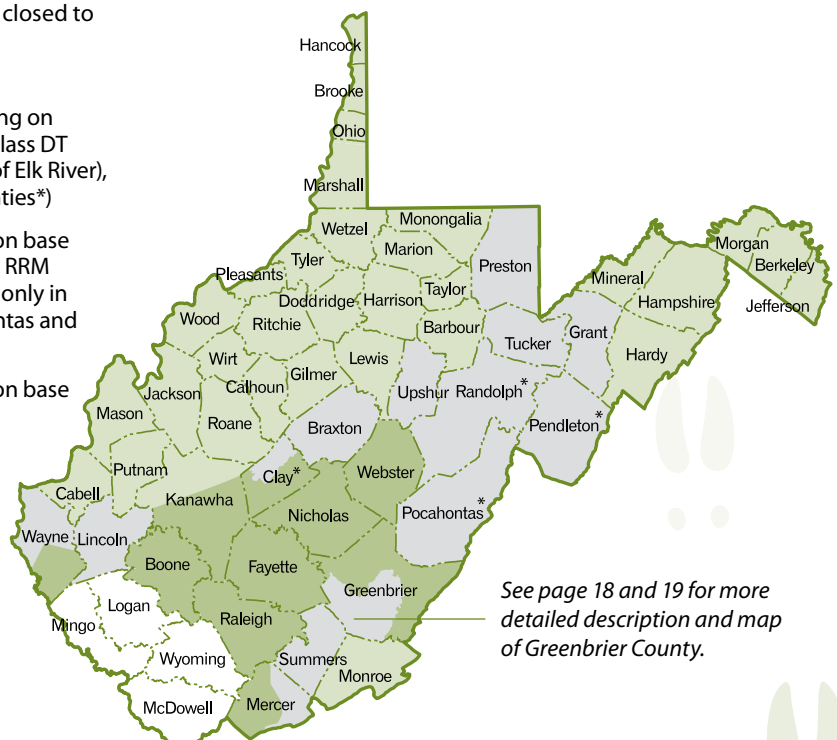 closed to
ing on
lass DT
of Elk River),
ties*)
on base
RRM
only in
ntas and
on base
Hancock
Brooke
Ohio
Marshall
Wetzel
Monongalia
Marion
Preston
Tyler
Pleasants
Doddridge
Harrison
Taylor
Wood
Ritchie
Barbour
Tucker
Grant
Mineral
Hampshire
Morgan
Berkeley
Jefferson
Hardy
Wirt
Lewis
Gilmer
Calhoun
Jackson
Roane
Upshur
Randolph*
Mason
Braxton
Pendleton*
Putnam
Clay*
Webster
Cabell
Kanawha
Nicholas
Pocahontas*
Wayne
Lincoln
Boone
Fayette
Greenbrier
Logan
Mingo
Raleigh
Wyoming
Summers
Monroe
McDowell
Mercer
See page 18 and 19 for more
detailed description and map
of Greenbrier County.